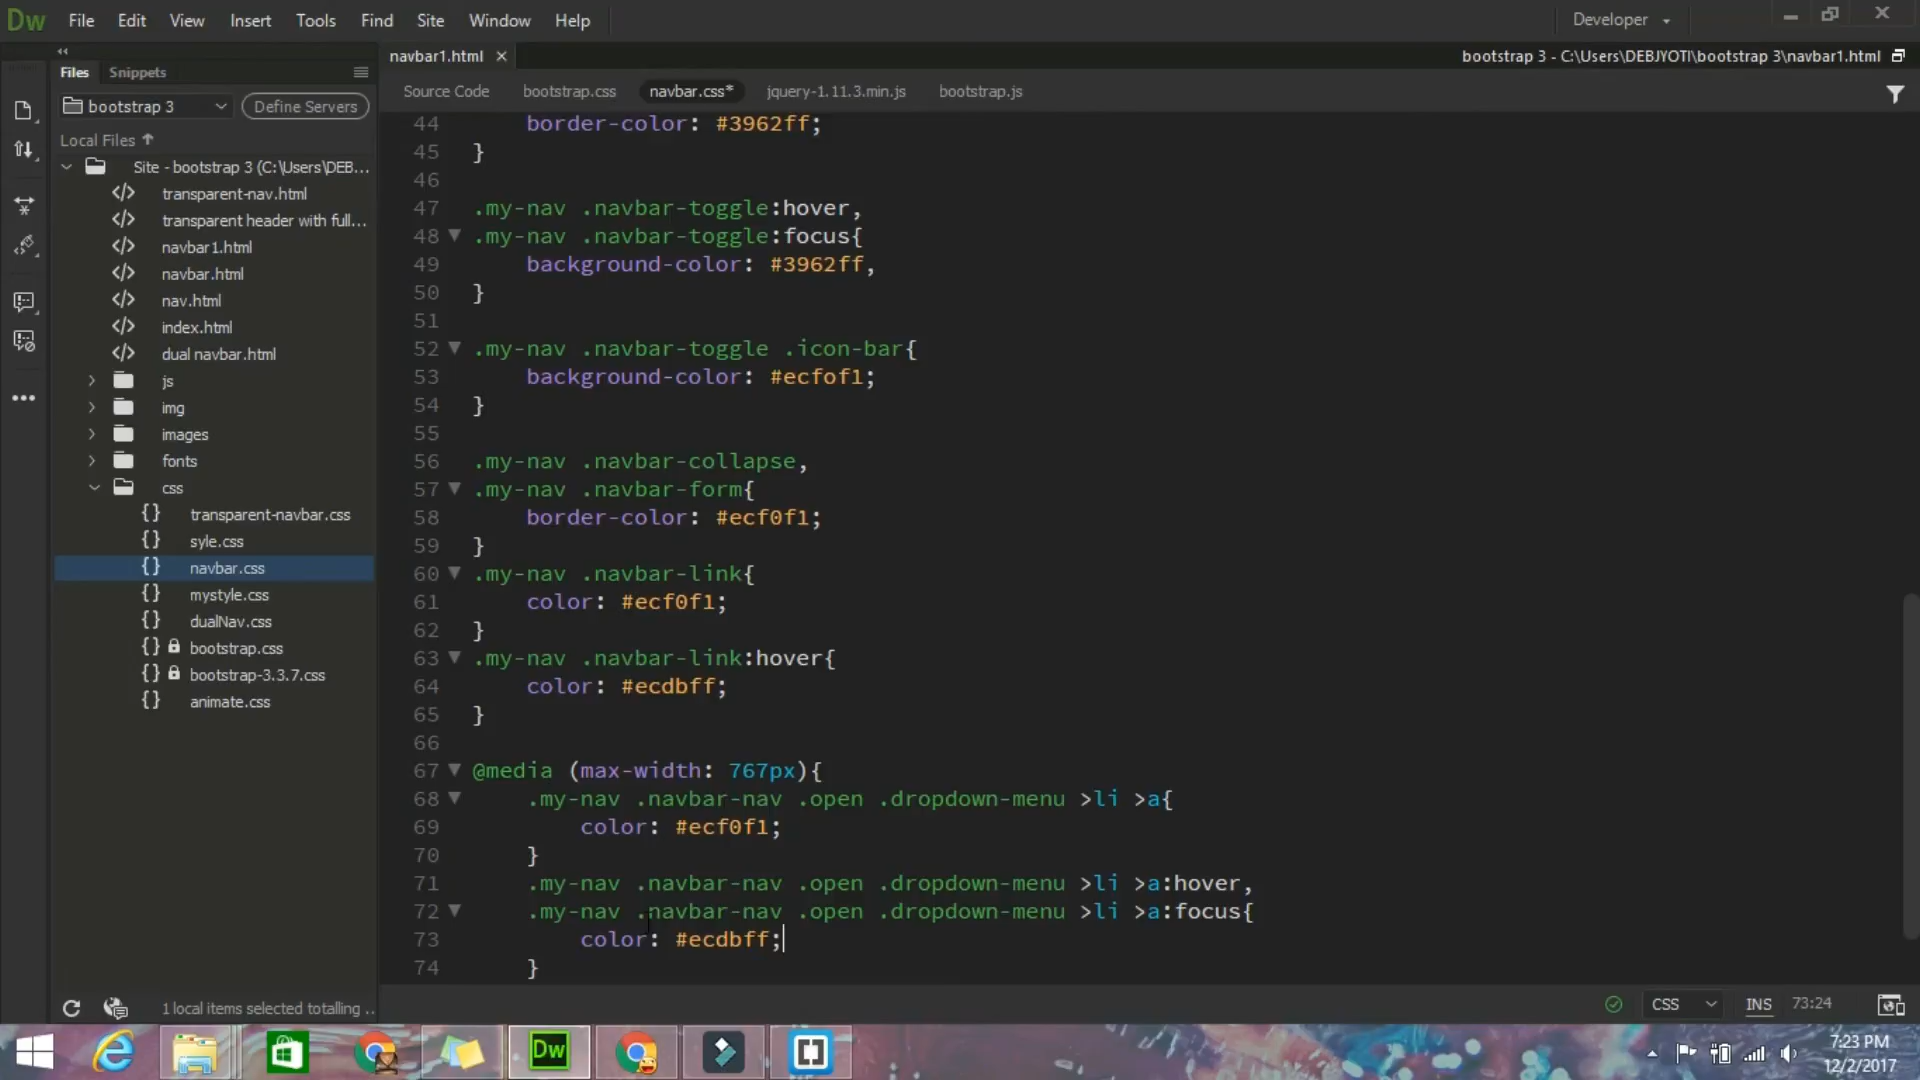 Dw File Edit View Insert Tools Find Site Window Help Developer
navbar1.html
bootstrap 3 - C:\Users\DEBJYOTI\bootstrap 3\navbar1.html
Files Snippets
Source Code bootstrap.css navbar.css* jquery-1.11.3.min.js bootstrap.js
bootstrap 3 Define Servers
Local Files
Site - bootstrap 3 (C:\Users\DEB...
transparent-nav.html
transparent header with full...
navbar1.html
navbar.html
nav.html
index.html
dual navbar.html
js
img
images
fonts
css
transparent-navbar.css
syle.css
navbar.css
mystyle.css
dualNav.css
bootstrap.css
bootstrap-3.3.7.css
animate.css
1 local items selected totalling ..
44 border-color: #3962ff;
45 }
46
47 .my-nav .navbar-toggle:hover,
48 .my-nav .navbar-toggle:focus{
49 background-color: #3962ff,
50 }
51
52 .my-nav .navbar-toggle .icon-bar{
53 background-color: #ecfof1;
54 }
55
56 .my-nav .navbar-collapse,
57 .my-nav .navbar-form{
58 border-color: #ecf0f1;
59 }
60 .my-nav .navbar-link{
61 color: #ecf0f1;
62 }
63 .my-nav .navbar-link:hover{
64 color: #ecdbff;
65 }
66
67 @media (max-width: 767px){
68 .my-nav .navbar-nav .open .dropdown-menu >li >a{
69 color: #ecf0f1;
70 }
71 .my-nav .navbar-nav .open .dropdown-menu >li >a:hover,
72 .my-nav .navbar-nav .open .dropdown-menu >li >a:focus{
73 color: #ecdbff;
74 }
CSS INS 73:24
Dw
7:23 PM
12/2/2017